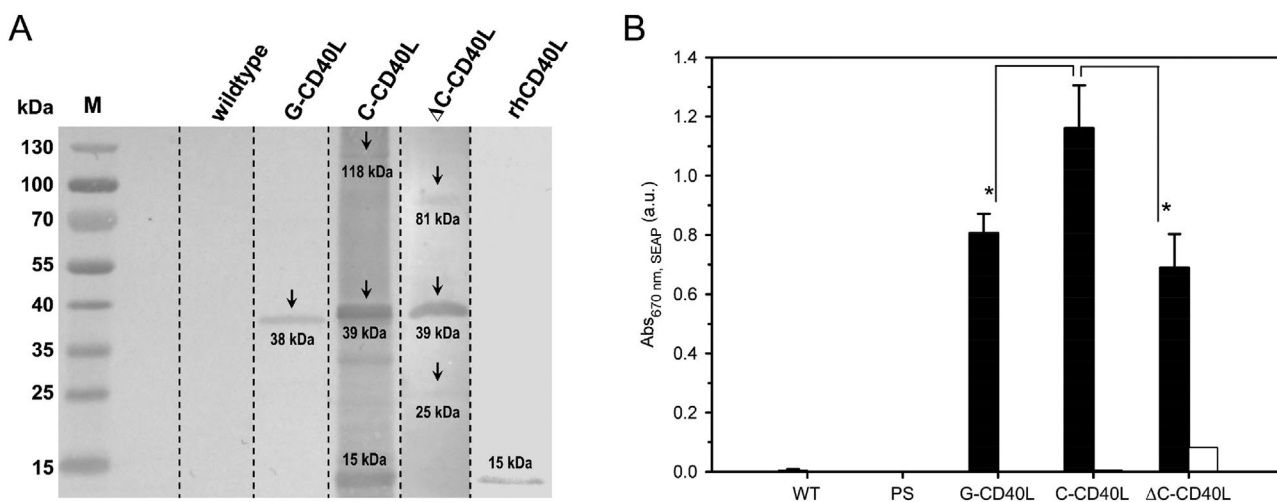 A
kDa
M
wildtype
G-CD40L
C-CD40L
ΔC-CD40L
rhCD40L
130
100
70
55
40
35
25
15
118 kDa
81 kDa
38 kDa
39 kDa
39 kDa
25 kDa
15 kDa
15 kDa
B
1.4
1.2
1.0
0.8
0.6
0.4
0.2
0.0
Abs670 nm, SEAP (a.u.)
*
*
WT PS G-CD40L C-CD40L ΔC-CD40L